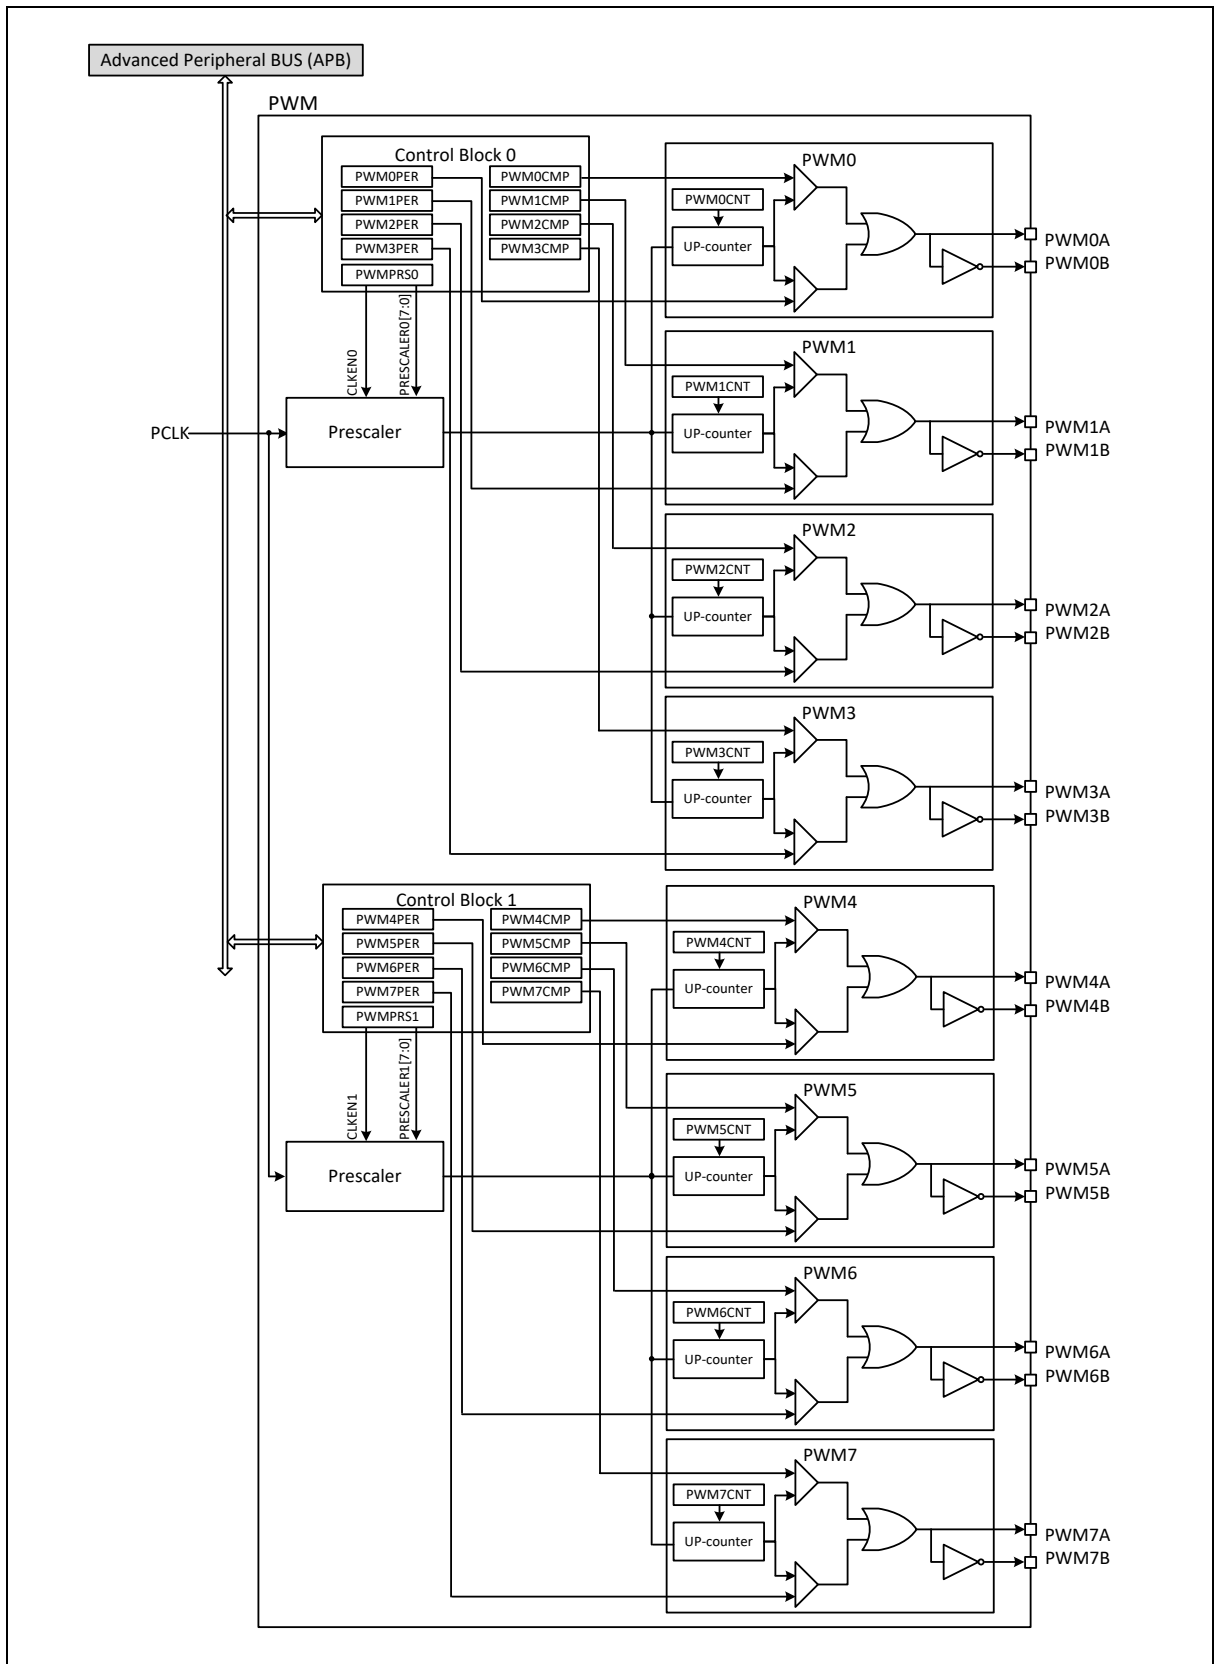 Advanced Peripheral BUS (APB)
PWM
Control Block 0
PWM0PER
PWM0CMP
PWM1PER
PWM1CMP
PWM2PER
PWM2CMP
PWM3PER
PWM3CMP
PWMPRS0
CLKEN0
PRESCALER0[7:0]
PCLK
Prescaler
PWM0
PWM0CNT
UP-counter
PWM0A
PWM0B
PWM1
PWM1CNT
UP-counter
PWM1A
PWM1B
PWM2
PWM2CNT
UP-counter
PWM2A
PWM2B
PWM3
PWM3CNT
UP-counter
PWM3A
PWM3B
Control Block 1
PWM4PER
PWM4CMP
PWM5PER
PWM5CMP
PWM6PER
PWM6CMP
PWM7PER
PWM7CMP
PWMPRS1
CLKEN1
PRESCALER1[7:0]
Prescaler
PWM4
PWM4CNT
UP-counter
PWM4A
PWM4B
PWM5
PWM5CNT
UP-counter
PWM5A
PWM5B
PWM6
PWM6CNT
UP-counter
PWM6A
PWM6B
PWM7
PWM7CNT
UP-counter
PWM7A
PWM7B